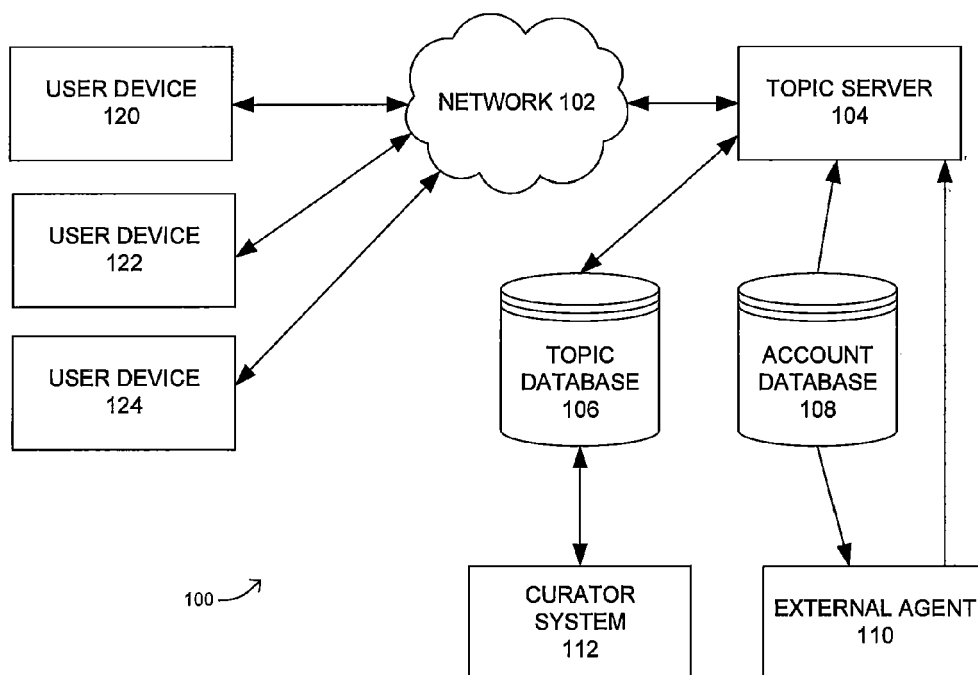 USER DEVICE
120
NETWORK 102
TOPIC SERVER
104
USER DEVICE
122
USER DEVICE
124
TOPIC
DATABASE
106
ACCOUNT
DATABASE
108
100
CURATOR
SYSTEM
112
EXTERNAL AGENT
110